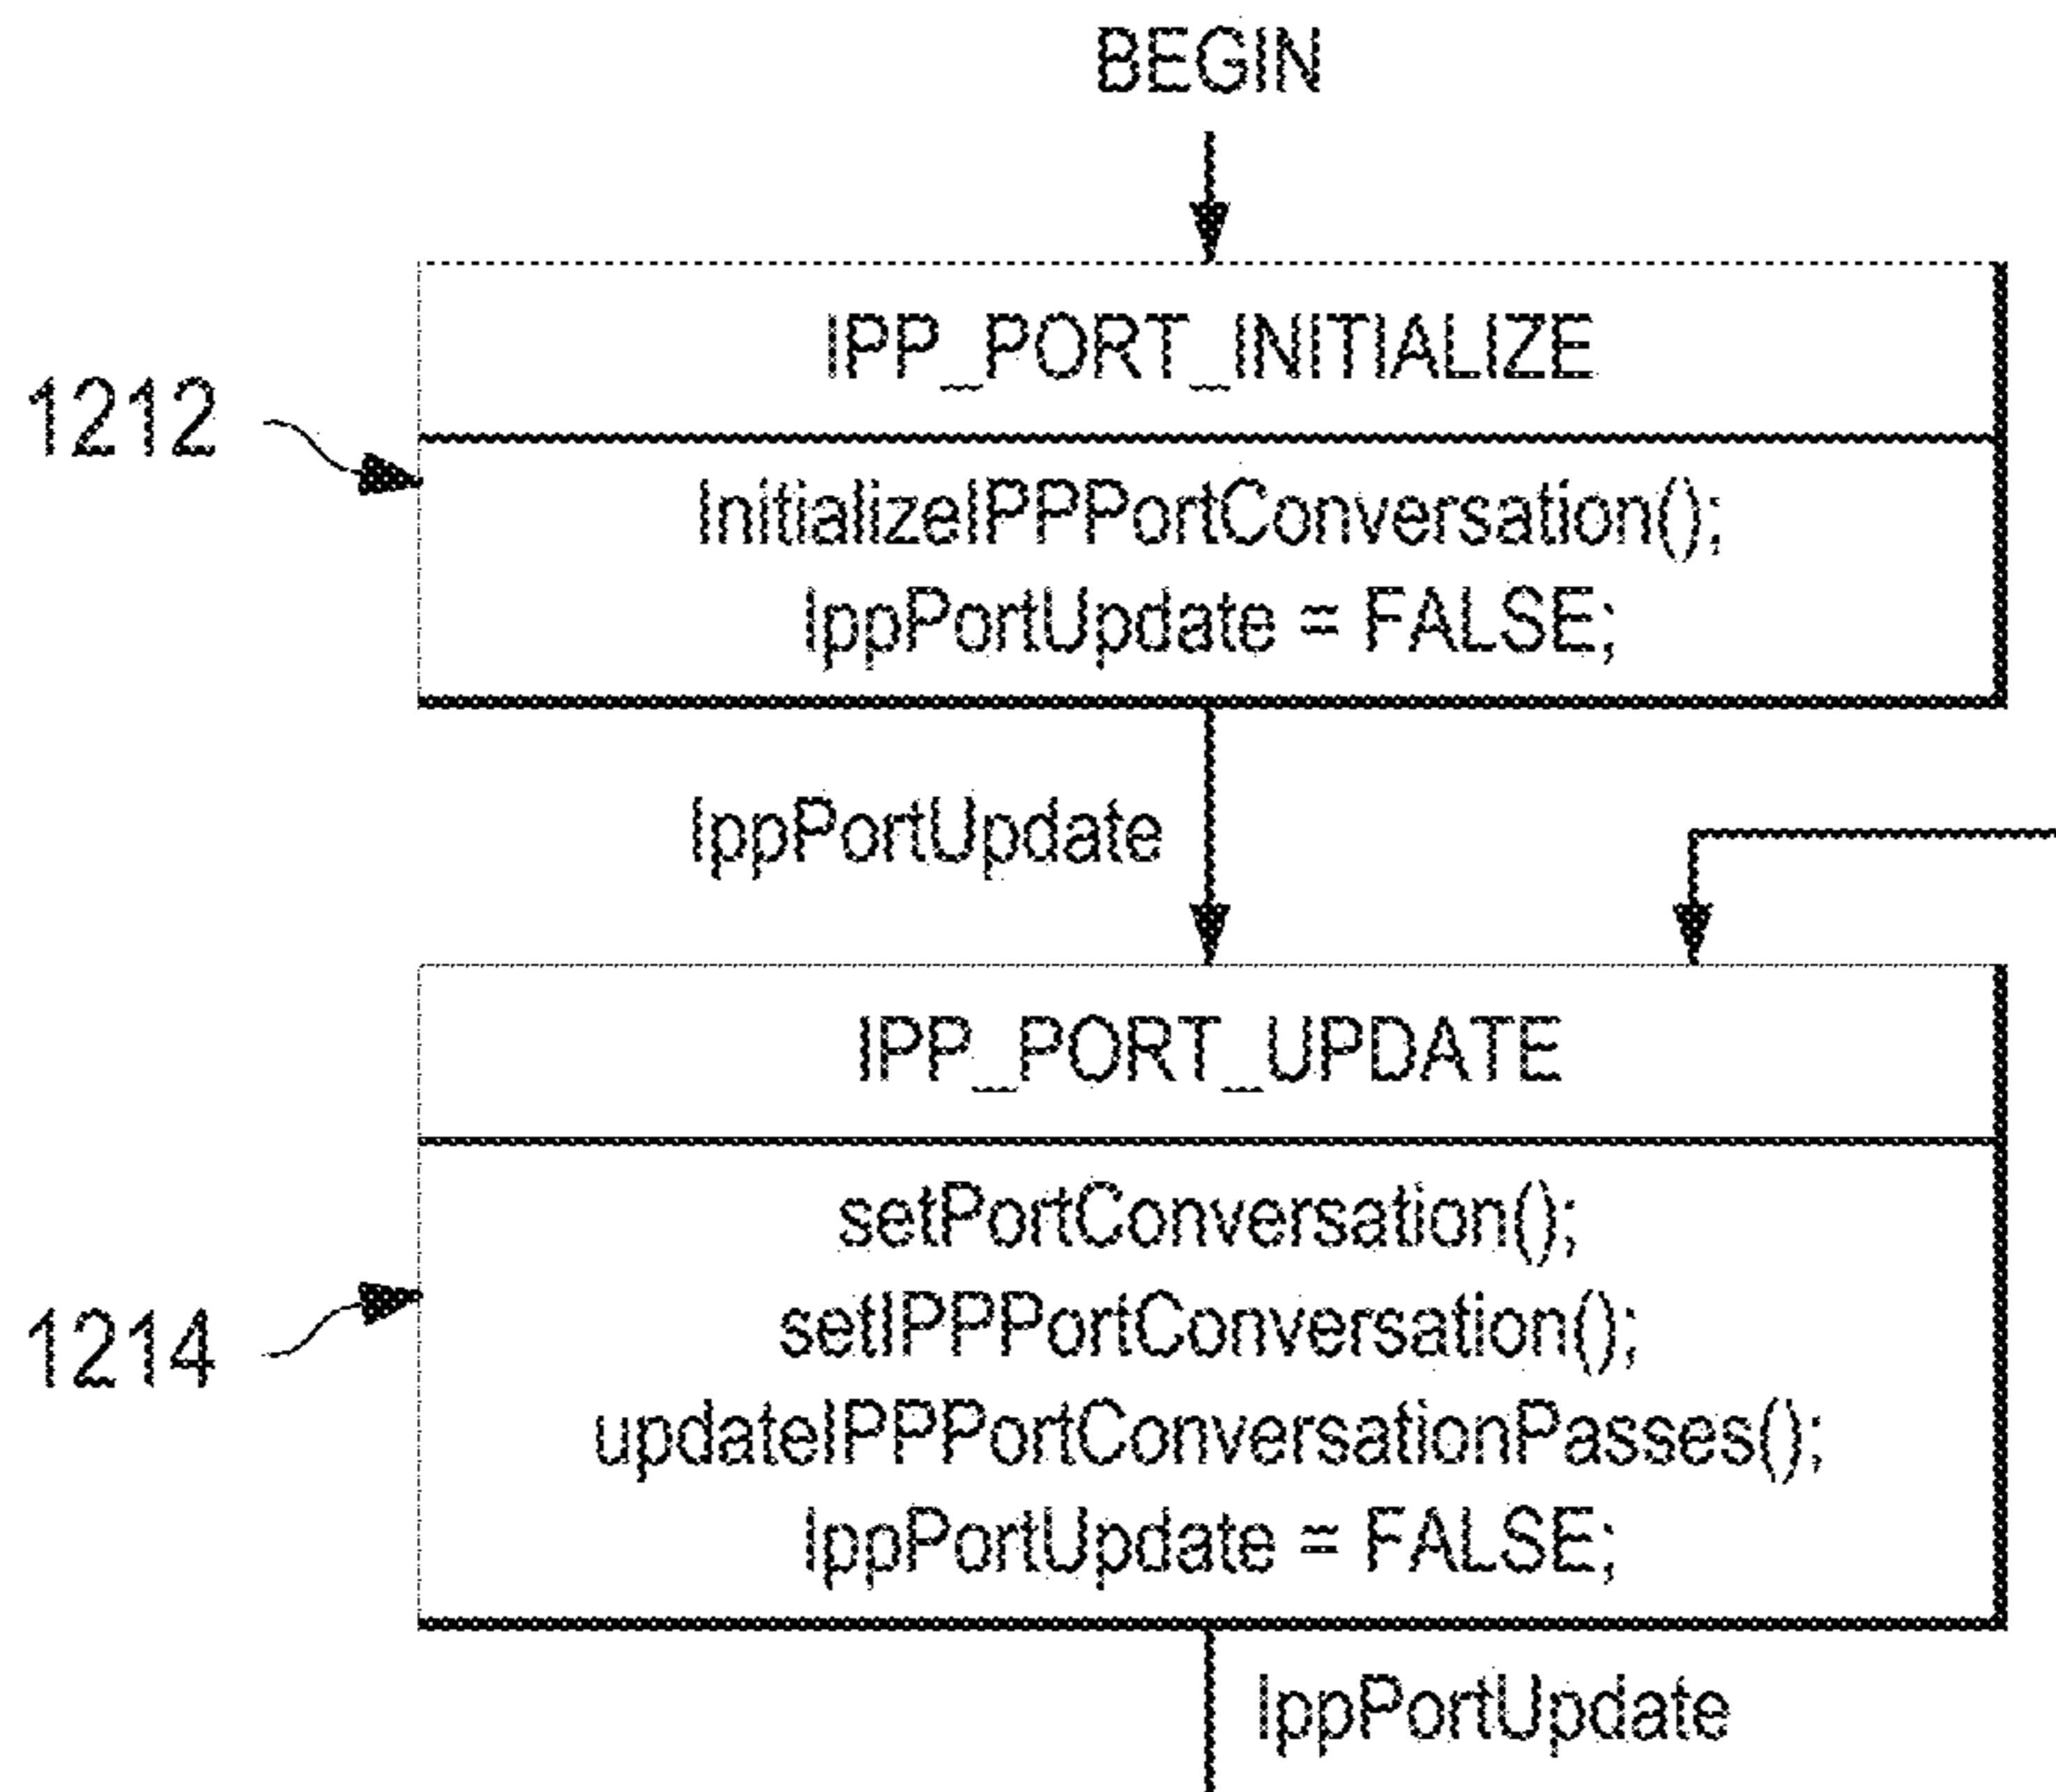 BEGIN
IPP_PORT_INITIALIZE
1212
InitializeIPPPortConversation();
IppPortUpdate = FALSE;
IppPortUpdate
IPP_PORT_UPDATE
setPortConversation();
setIPPPortConversation();
1214
updateIPPPortConversationPasses();
IppPortUpdate = FALSE;
IppPortUpdate